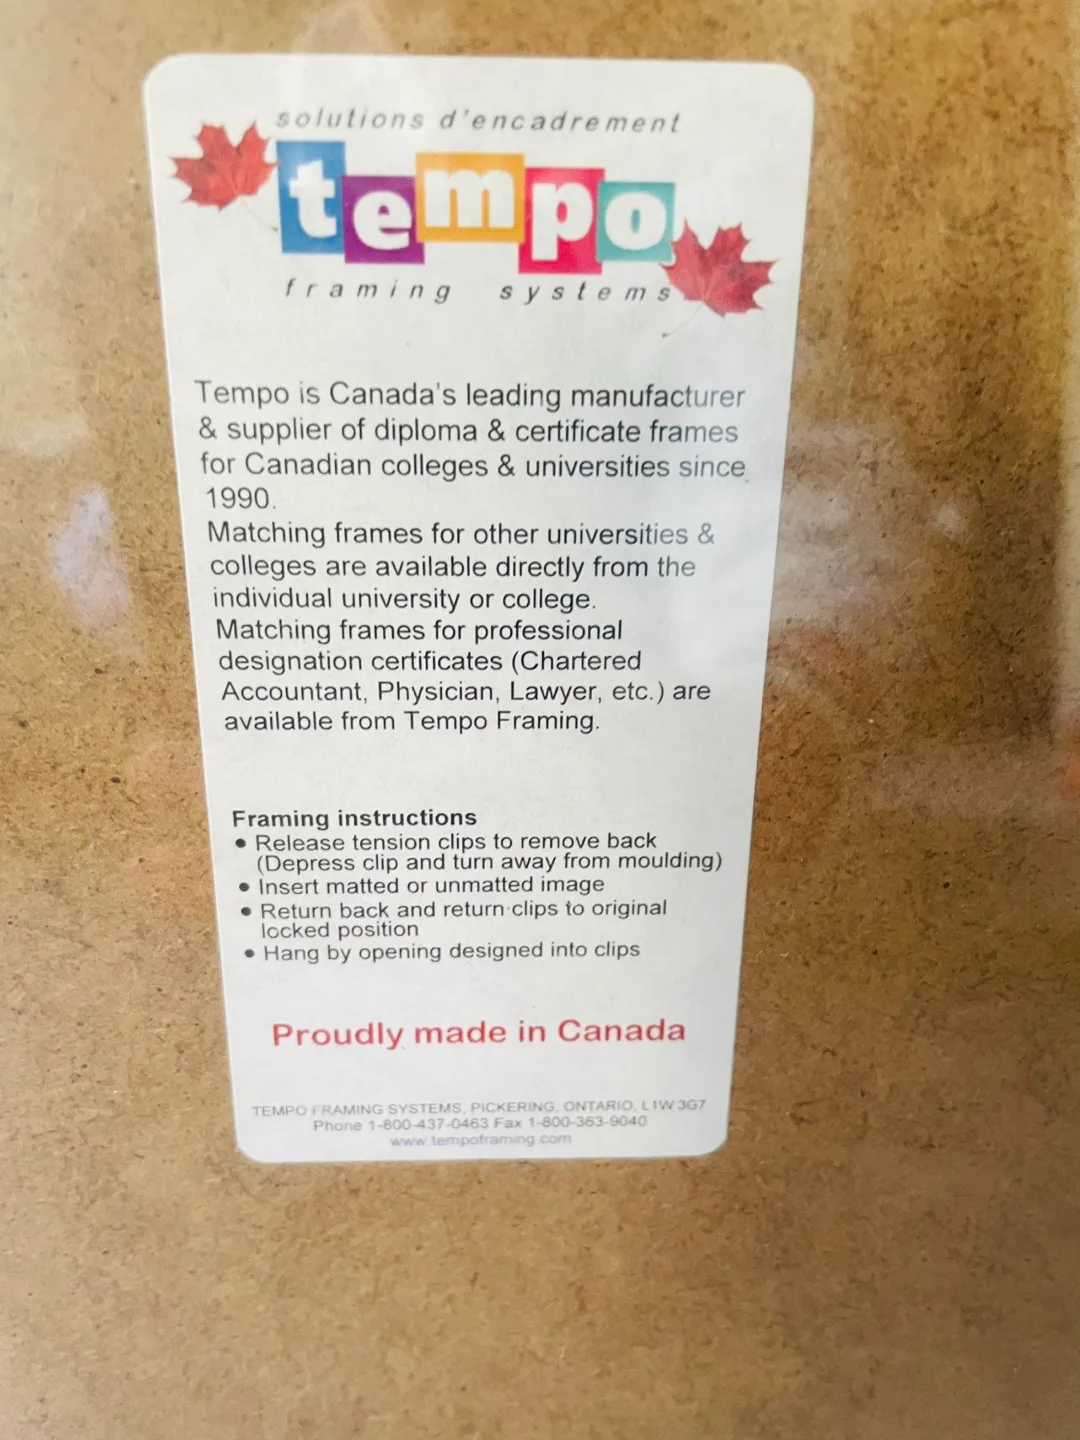 solutions d'encadrement
tempo
framing systems
Tempo is Canada's leading manufacturer
& supplier of diploma & certificate frames
for Canadian colleges & universities since
1990.
Matching frames for other universities &
colleges are available directly from the
individual university or college.
Matching frames for professional
designation certificates (Chartered
Accountant, Physician, Lawyer, etc.) are
available from Tempo Framing.
Framing instructions
• Release tension clips to remove back
(Depress clip and turn away from moulding)
• Insert matted or unmatted image
• Return back and return clips to original
locked position
• Hang by opening designed into clips
Proudly made in Canada
TEMPO FRAMING SYSTEMS, PICKERING, ONTARIO, L1W 3G7
Phone 1-800-437-0463 Fax 1-800-363-9040
www.tempoframing.com